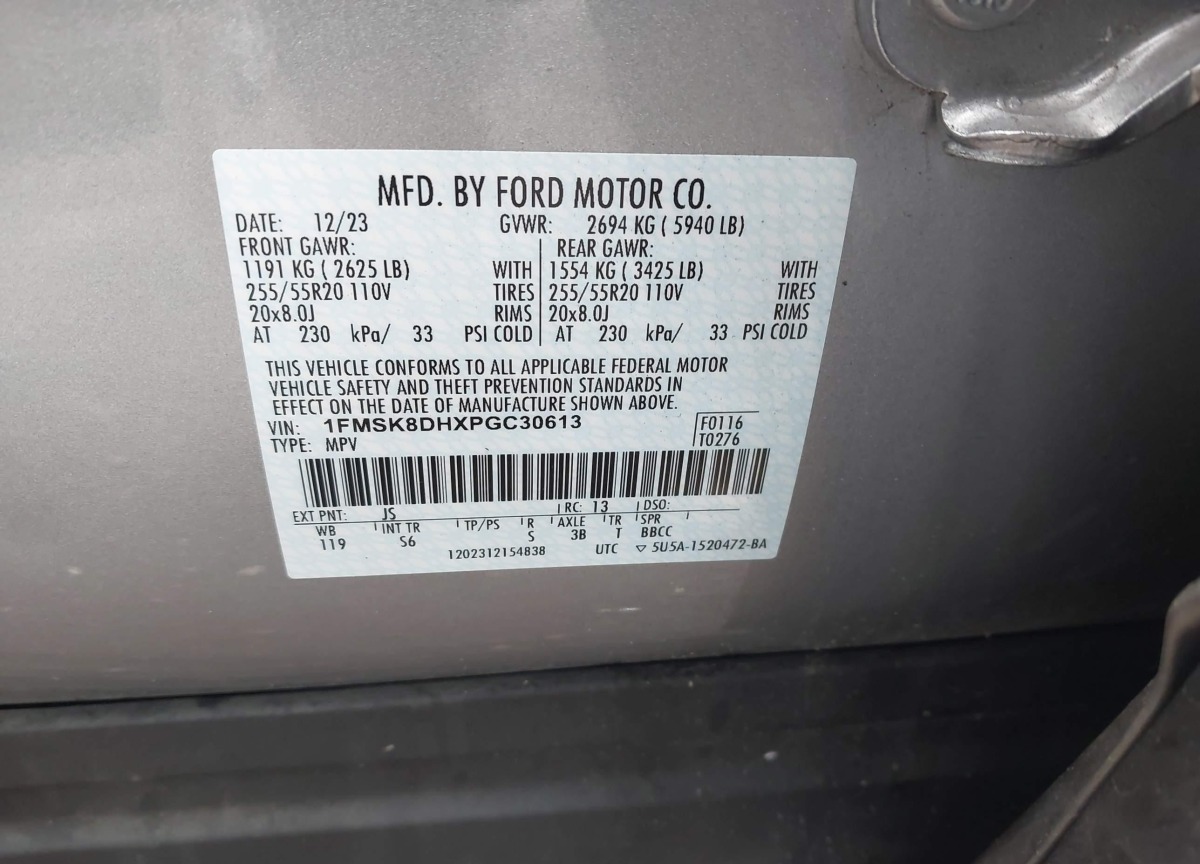 MFD. BY FORD MOTOR CO.
DATE: 12/23 GVWR: 2694 KG ( 5940 LB)
FRONT GAWR: REAR GAWR:
1191 KG ( 2625 LB) WITH 1554 KG ( 3425 LB) WITH
255/55R20 110V TIRES 255/55R20 110V TIRES
20x8.0J RIMS 20x8.0J RIMS
AT 230 kPa/ 33 PSI COLD AT 230 kPa/ 33 PSI COLD
THIS VEHICLE CONFORMS TO ALL APPLICABLE FEDERAL MOTOR
VEHICLE SAFETY AND THEFT PREVENTION STANDARDS IN
EFFECT ON THE DATE OF MANUFACTURE SHOWN ABOVE.
VIN: 1FMSK8DHXPGC30613 F0116
TYPE: MPV T0276
EXT PNT: JS RC: 13 DSO:
WB INT TR TP/PS R AXLE TR SPR
119 S6 S 3B T BBCC
1202312154838 UTC ▽ 5U5A-1520472-BA